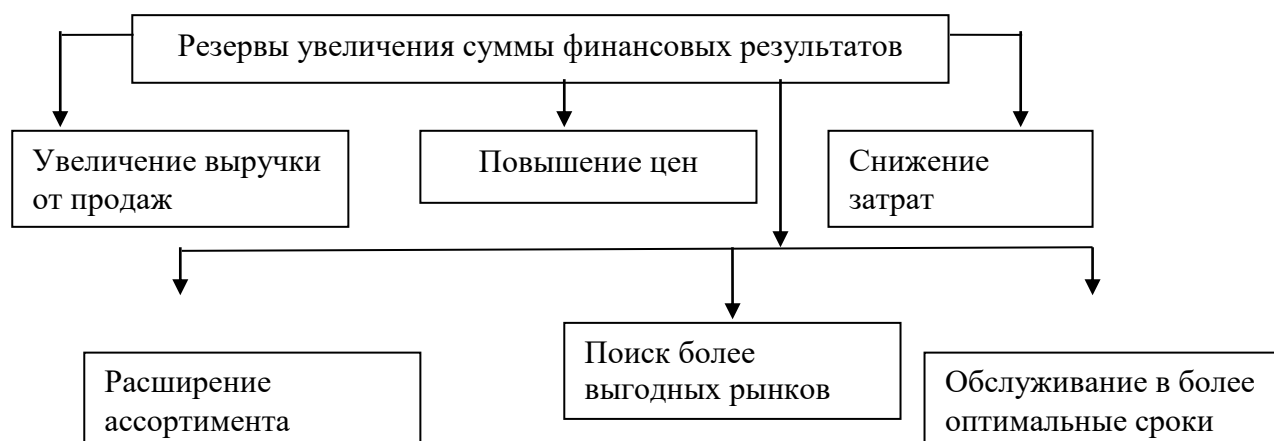 Резервы увеличения суммы финансовых результатов
Увеличение выручки
от продаж
Повышение цен
Снижение
затрат
Расширение
ассортимента
Поиск более
выгодных рынков
Обслуживание в более
оптимальные сроки